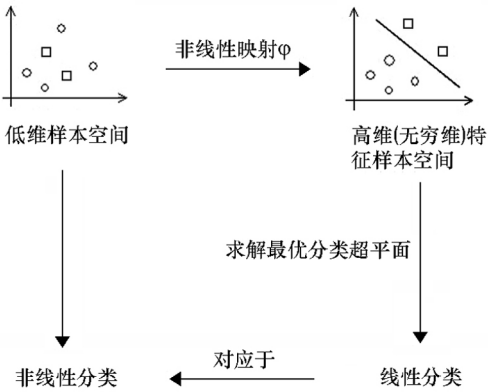 非线性映射φ
低维样本空间
高维(无穷维)特
征样本空间
求解最优分类超平面
非线性分类
对应于
线性分类